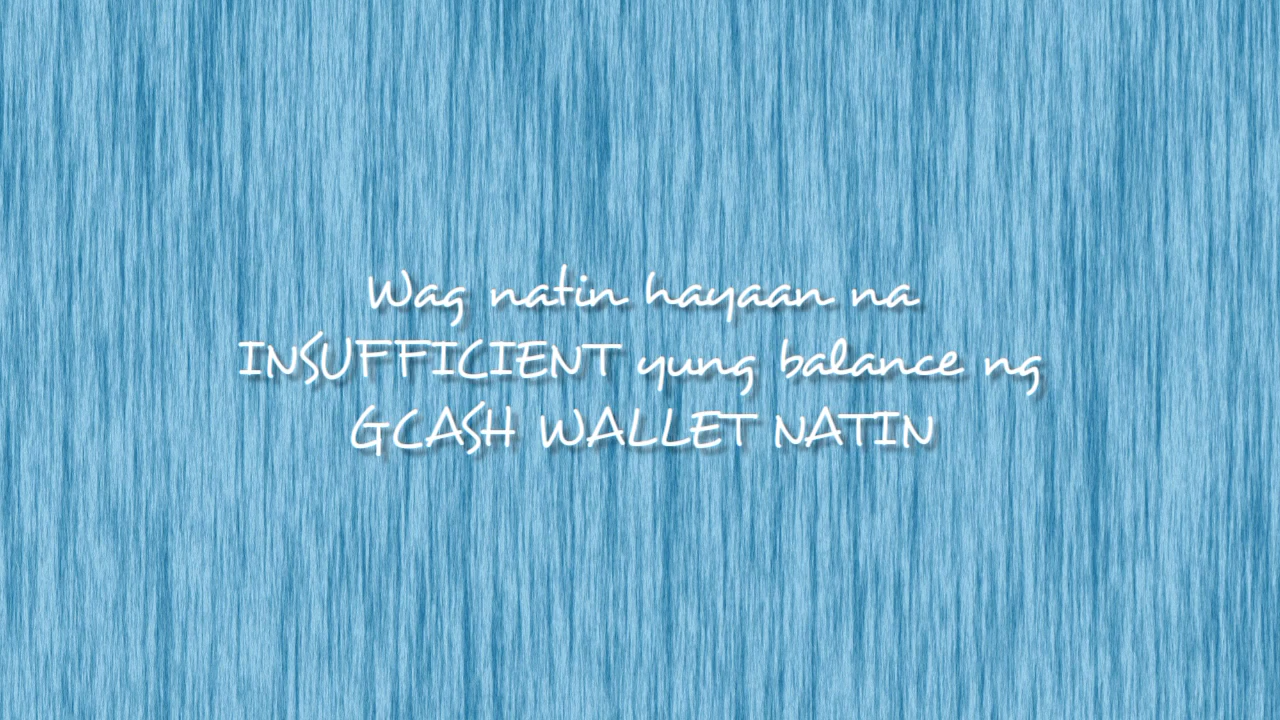 Wag natin hayaan na
INSUFFICIENT yung balance ng
GCASH WALLET NATIN